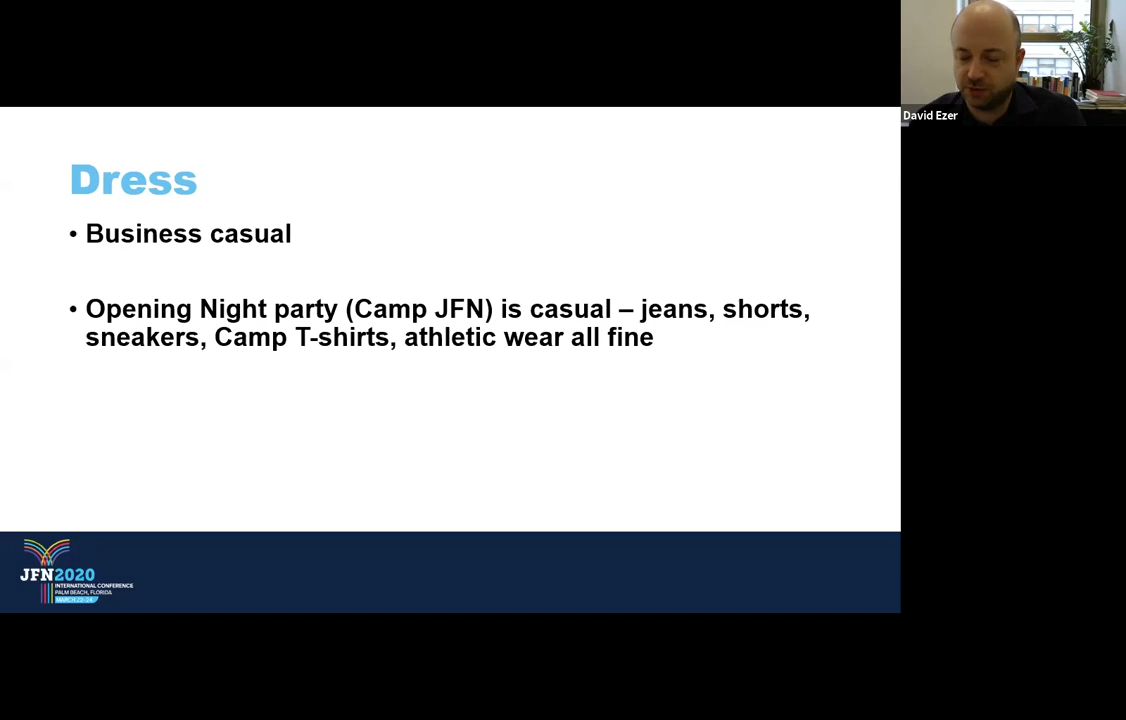 David Ezer
Dress
• Business casual
• Opening Night party (Camp JFN) is casual – jeans, shorts,
sneakers, Camp T-shirts, athletic wear all fine
JFN2020
INTERNATIONAL CONFERENCE
PALM BEACH, FLORIDA